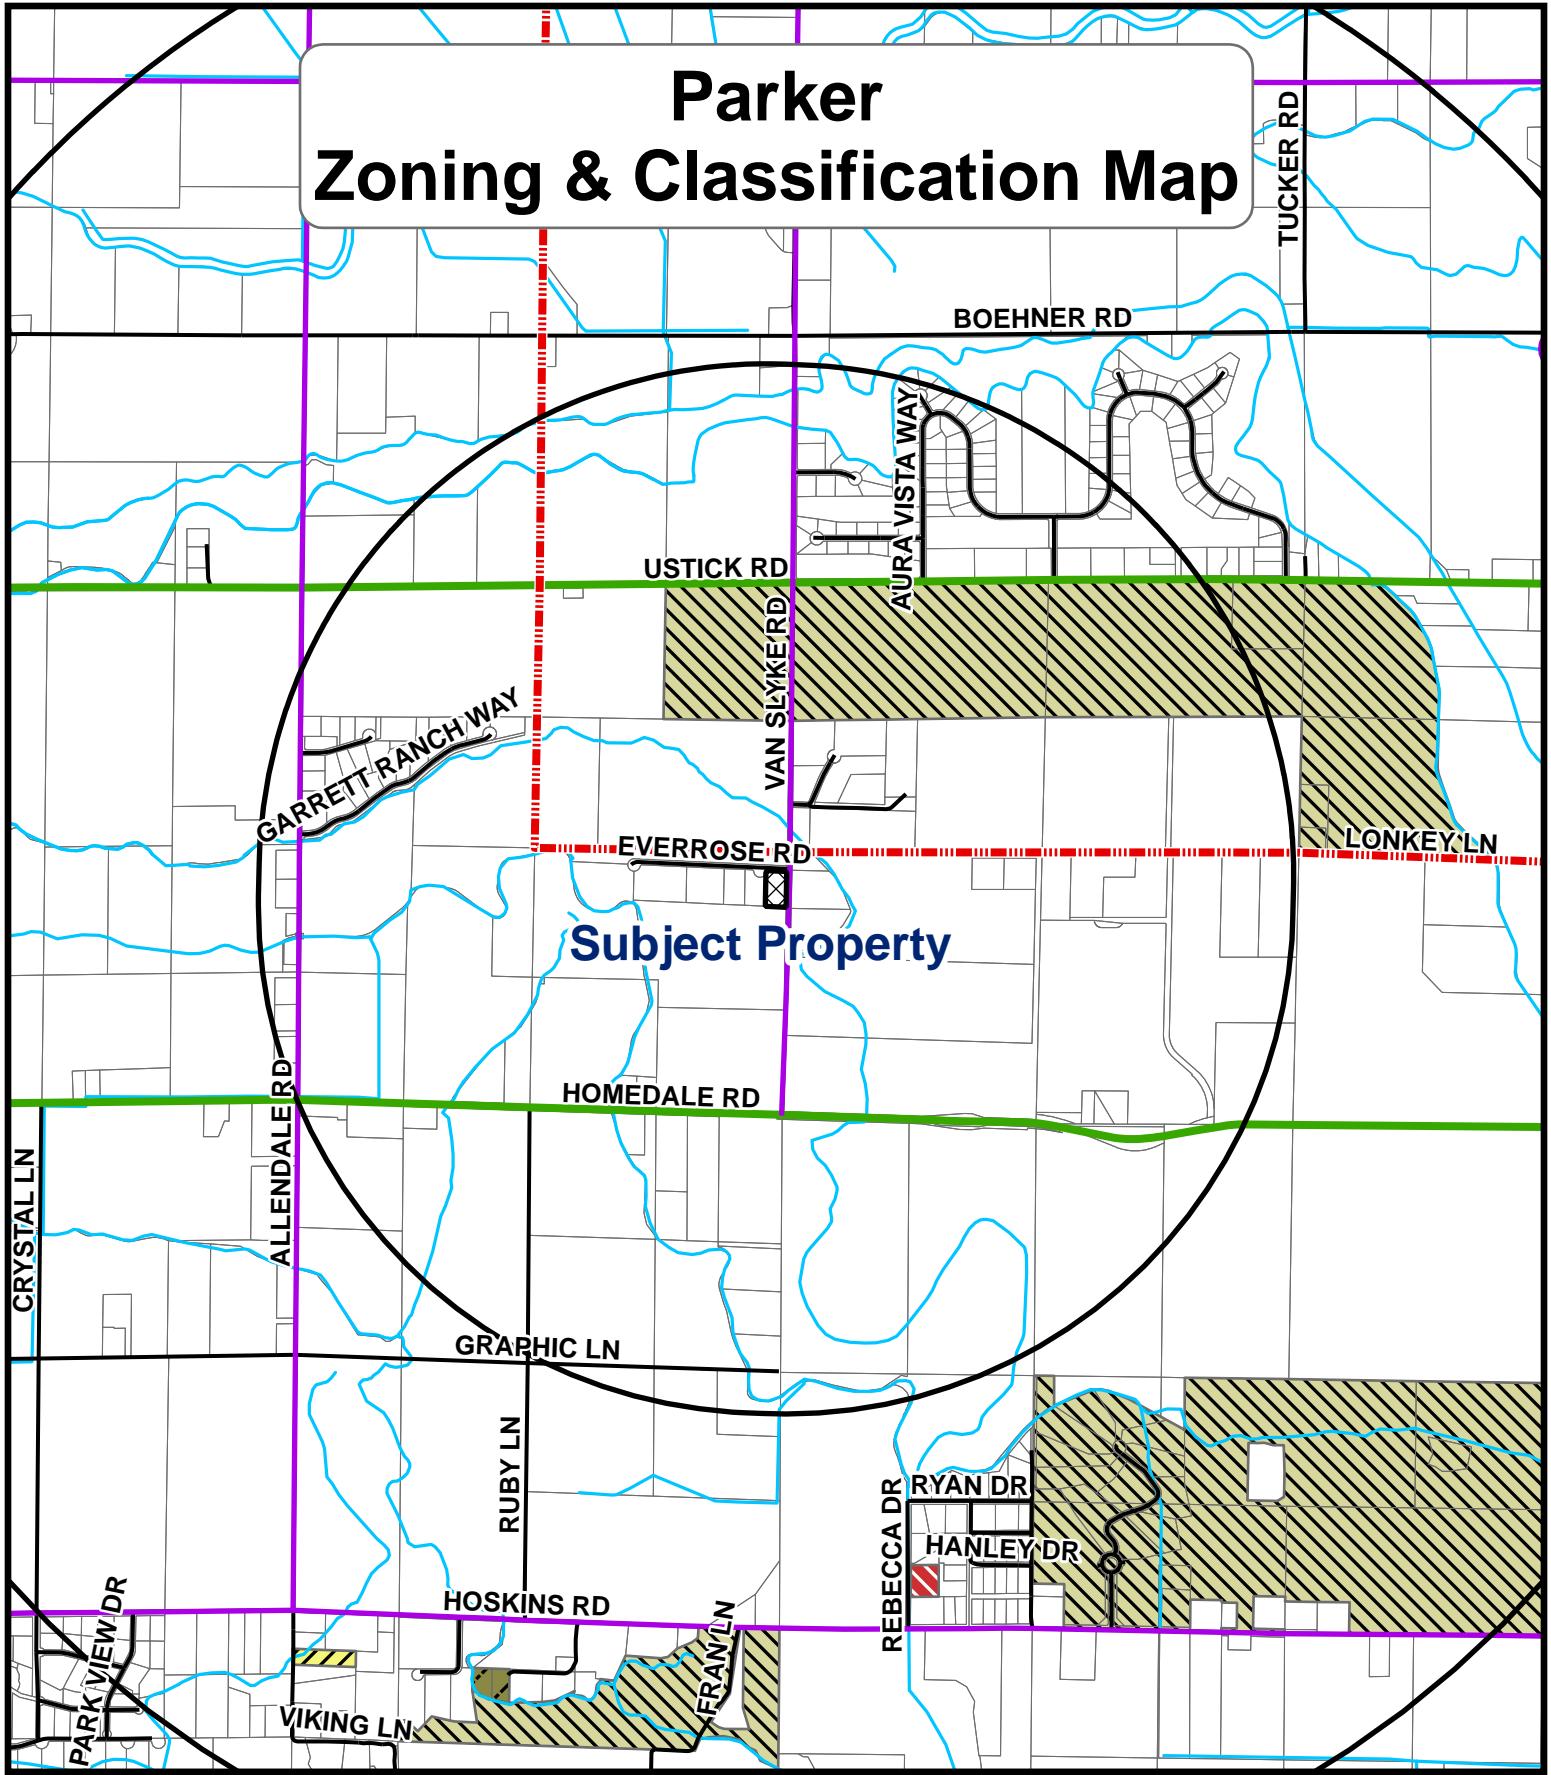 Parker
Zoning & Classification Map
TUCKER RD
BOEHNER RD
AURA VISTA WAY
USTICK RD
VAN SLYKE RD
GARRETT RANCH WAY
LONKEY LN
EVERROSE RD
Subject Property
HOMEDALE RD
ALLENDALE RD
CRYSTAL LN
GRAPHIC LN
RUBY LN
RYAN DR
REBECCA DR
HANLEY DR
HOSKINS RD
PARK VIEW DR
FRAN LN
VIKING LN